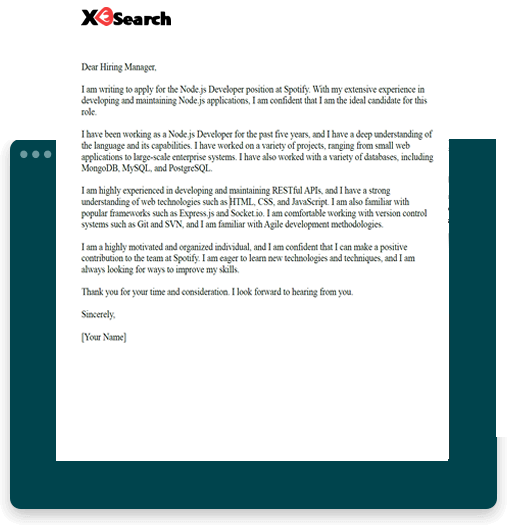 XESearch
Dear Hiring Manager,
I am writing to apply for the Node.js Developer position at Spotify. With my extensive experience in
developing and maintaining Node.js applications, I am confident that I am the ideal candidate for this
role.
I have been working as a Node.js Developer for the past five years, and I have a deep understanding of
the language and its capabilities. I have worked on a variety of projects, ranging from small web
applications to large-scale enterprise systems. I have also worked with a variety of databases, including
MongoDB, MySQL, and PostgreSQL.
I am highly experienced in developing and maintaining RESTful APIs, and I have a strong
understanding of web technologies such as HTML, CSS, and JavaScript. I am also familiar with
popular frameworks such as Express.js and Socket.io. I am comfortable working with version control
systems such as Git and SVN, and I am familiar with Agile development methodologies.
I am a highly motivated and organized individual, and I am confident that I can make a positive
contribution to the team at Spotify. I am eager to learn new technologies and techniques, and I am
always looking for ways to improve my skills.
Thank you for your time and consideration. I look forward to hearing from you.
Sincerely,
[Your Name]